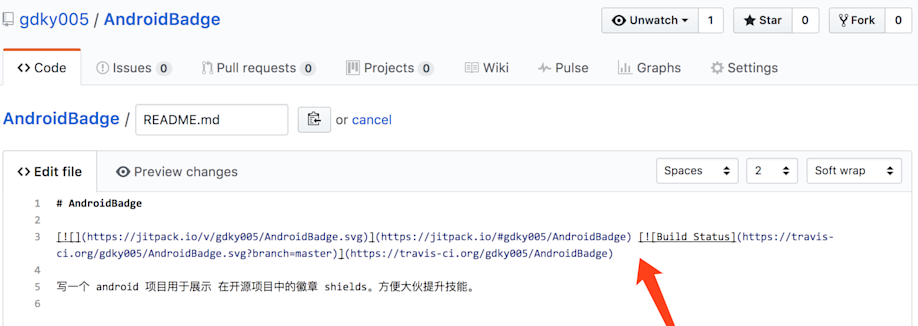 gdky005 / AndroidBadge
Unwatch 1 Star 0 Fork 0
Code Issues 0 Pull requests 0 Projects 0 Wiki Pulse Graphs Settings
AndroidBadge / README.md or cancel
Edit file Preview changes Spaces 2 Soft wrap
1 # AndroidBadge
2
3 [![](https://jitpack.io/v/gdky005/AndroidBadge.svg)](https://jitpack.io/#gdky005/AndroidBadge) [![Build Status](https://travis-
ci.org/gdky005/AndroidBadge.svg?branch=master)](https://travis-ci.org/gdky005/AndroidBadge)
4
5 写一个 android 项目用于展示 在开源项目中的徽章 shields。方便大伙提升技能。
6